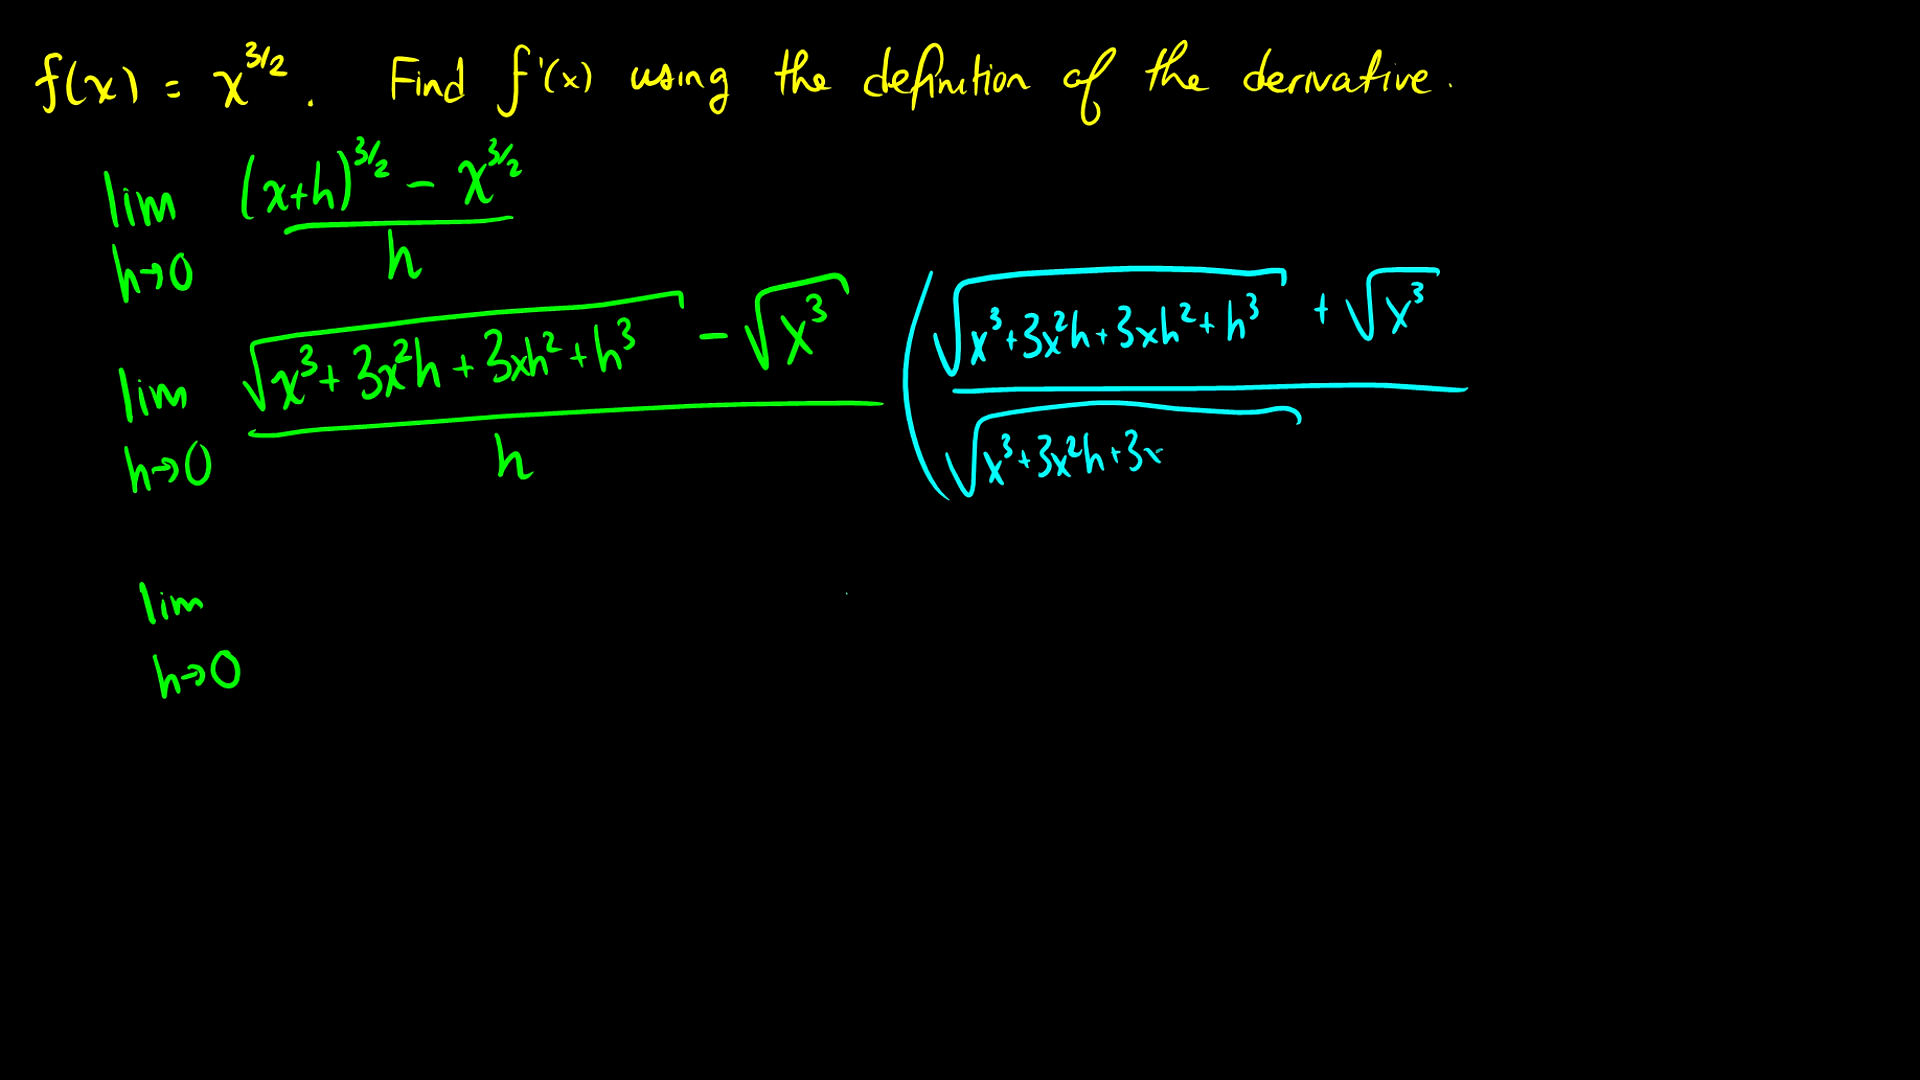 f(x) = x^{3/2}. Find f'(x) using the definition of the derivative.
lim h→0 ((x+h)^{3/2} - x^{3/2}) / h
lim h→0 (√(x³+3x²h+3xh²+h³) - √(x³)) / h ( (√(x³+3x²h+3xh²+h³) + √(x³)) / √(x³+3x²h+3x
lim h→0